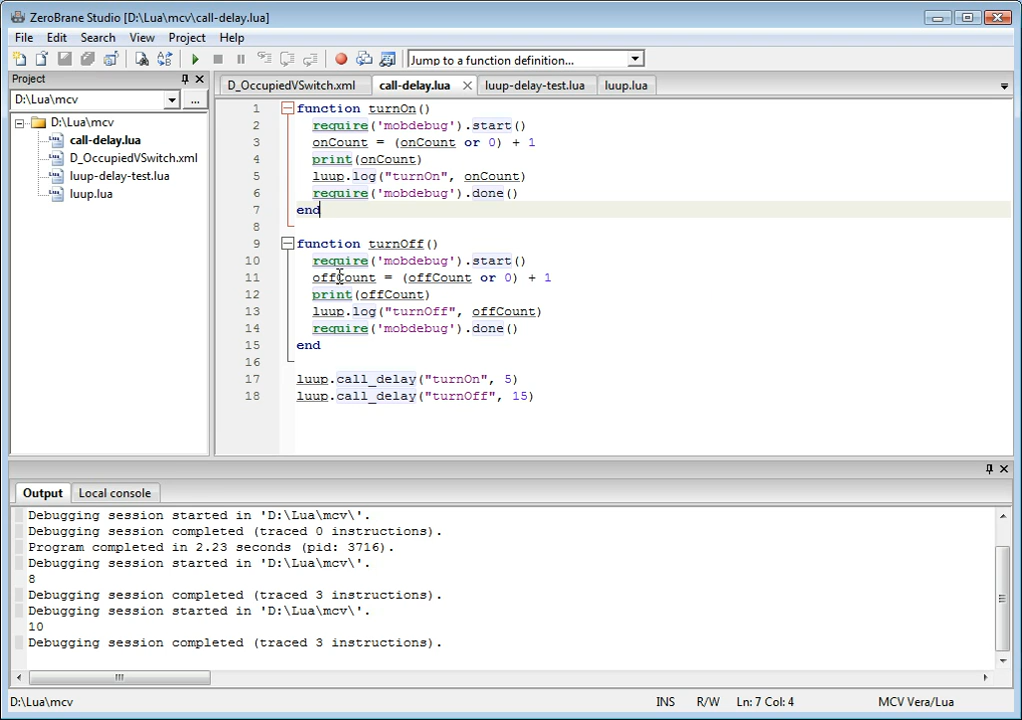 ZeroBrane Studio [D:\Lua\mcv\call-delay.lua]
File Edit Search View Project Help
Jump to a function definition...
Project
D:\Lua\mcv
...
D:\Lua\mcv
call-delay.lua
D_OccupiedVSwitch.xml
luup-delay-test.lua
luup.lua
D_OccupiedVSwitch.xml call-delay.lua luup-delay-test.lua luup.lua
1 function turnOn()
2 require('mobdebug').start()
3 onCount = (onCount or 0) + 1
4 print(onCount)
5 luup.log("turnOn", onCount)
6 require('mobdebug').done()
7 end
8
9 function turnOff()
10 require('mobdebug').start()
11 offCount = (offCount or 0) + 1
12 print(offCount)
13 luup.log("turnOff", offCount)
14 require('mobdebug').done()
15 end
16
17 luup.call_delay("turnOn", 5)
18 luup.call_delay("turnOff", 15)
Output Local console
Debugging session started in 'D:\Lua\mcv\'.
Debugging session completed (traced 0 instructions).
Program completed in 2.23 seconds (pid: 3716).
Debugging session started in 'D:\Lua\mcv\'.
8
Debugging session completed (traced 3 instructions).
Debugging session started in 'D:\Lua\mcv\'.
10
Debugging session completed (traced 3 instructions).
D:\Lua\mcv INS R/W Ln: 7 Col: 4 MCV Vera/Lua